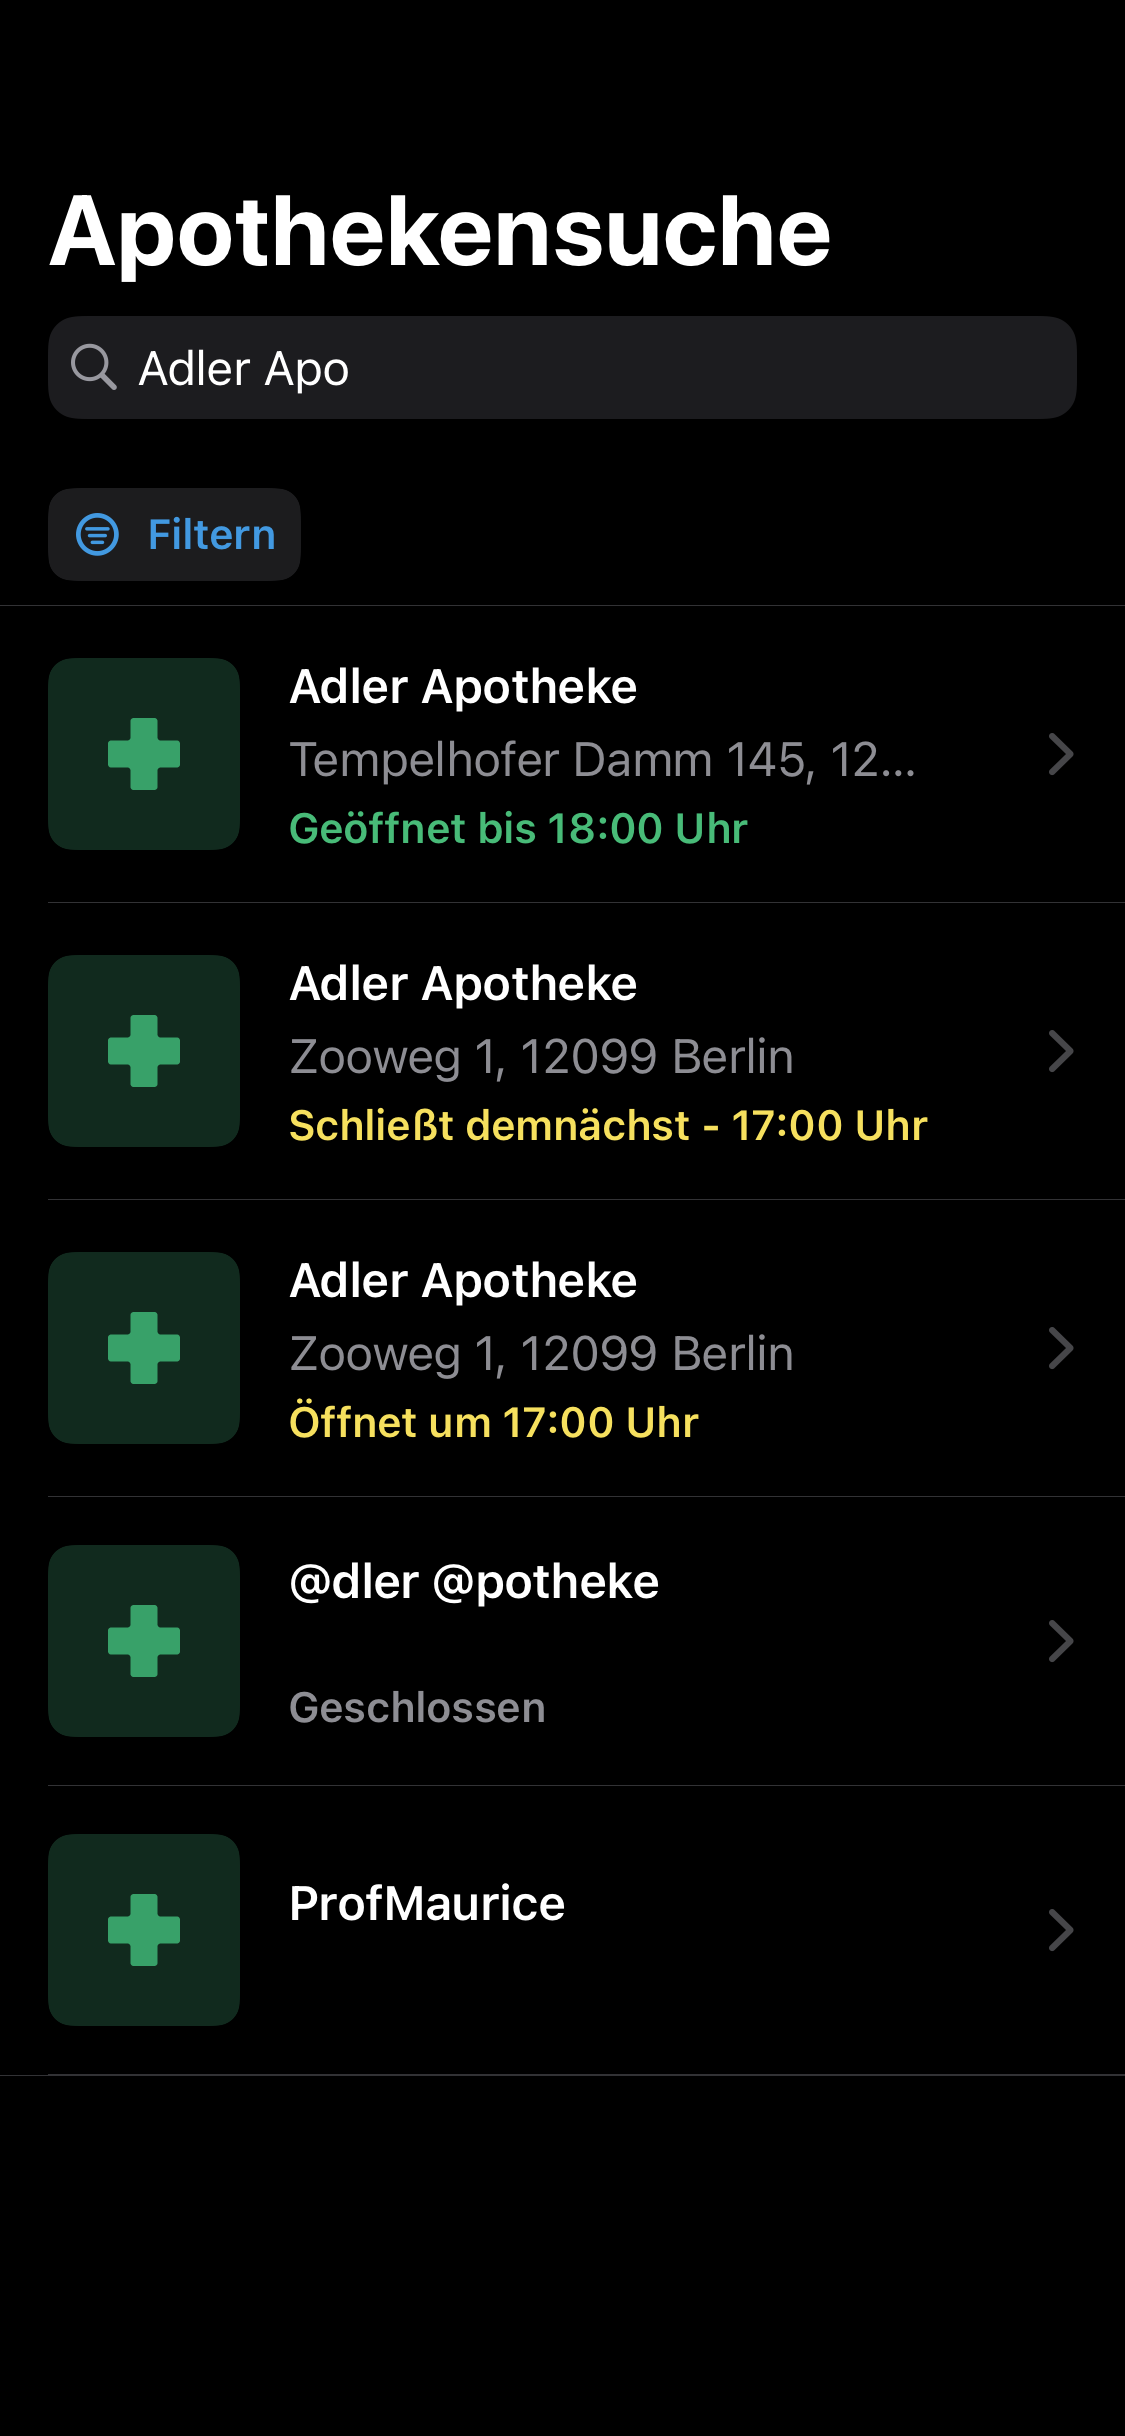 Apothekensuche
Adler Apo
Filtern
Adler Apotheke
Tempelhofer Damm 145, 12...
Geöffnet bis 18:00 Uhr
Adler Apotheke
Zooweg 1, 12099 Berlin
Schließt demnächst - 17:00 Uhr
Adler Apotheke
Zooweg 1, 12099 Berlin
Öffnet um 17:00 Uhr
@dler @potheke
Geschlossen
ProfMaurice